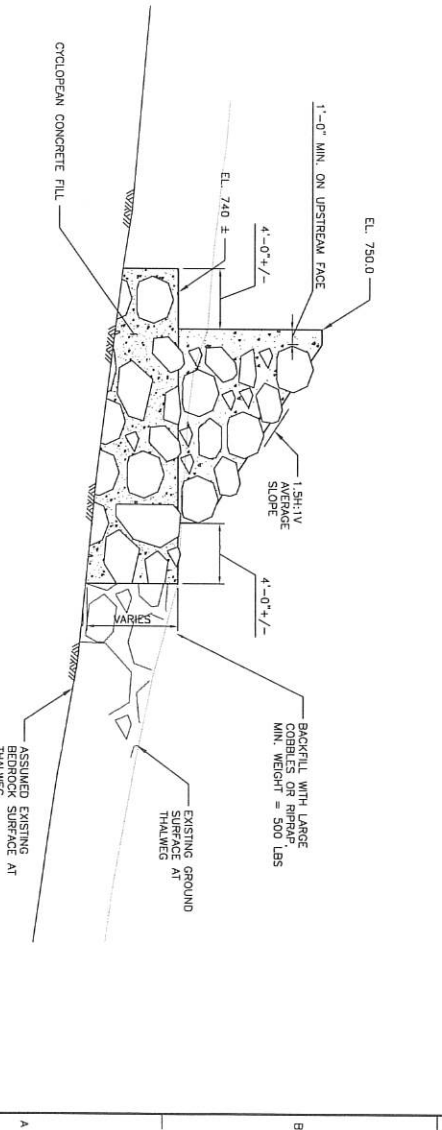 EL. 750.0
1'-0" MIN. ON UPSTREAM FACE
4'-0"+/-
EL. 740 ±
CYCLOPEAN CONCRETE FILL
1.5H:1V
AVERAGE
SLOPE
4'-0"+/-
BACKFILL WITH LARGE
COBBLES OR RIPRAP,
MIN. WEIGHT = 500 LBS
VARIES
EXISTING GROUND
SURFACE AT
THALWEG
ASSUMED EXISTING
BEDROCK SURFACE AT
THALWEG
B
A